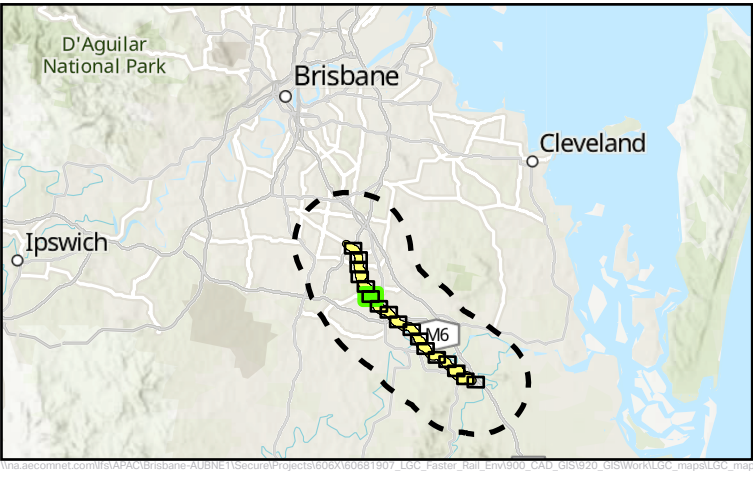 D'Aguilar
National Park
Brisbane
Cleveland
Ipswich
M6
\\na.aecomnet.com\lfs\APAC\Brisbane-AUBNE1\Secure\Projects\606X\60681907_LGC_Faster_Rail_Env\900_CAD_GIS\920_GIS\Work\LGC_maps\LGC_map